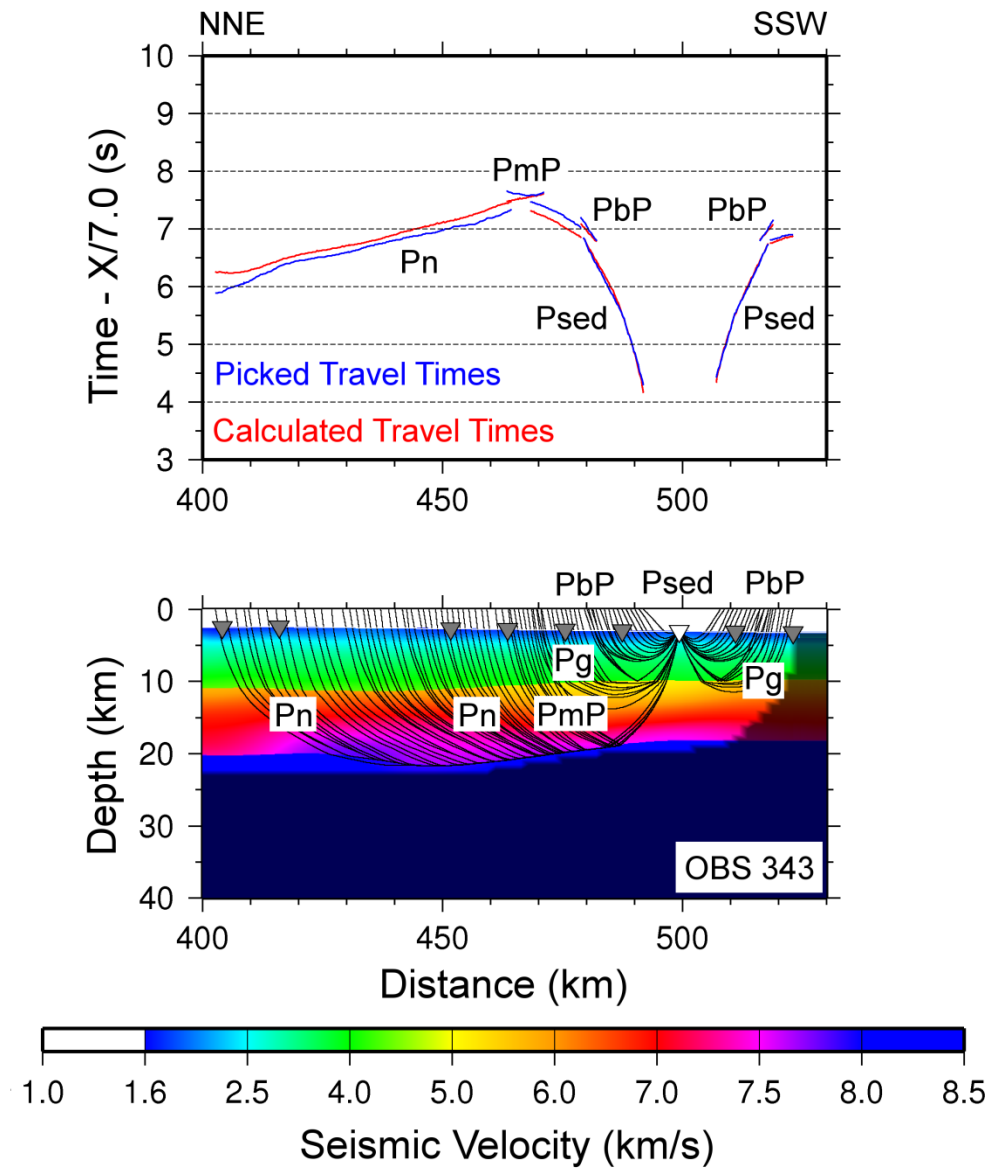 NNE SSW
Time - X/7.0 (s)
10
9
8
7
6
5
4
3
PmP
PbP PbP
Pn
Psed Psed
Picked Travel Times
Calculated Travel Times
400 450 500
PbP Psed PbP
Depth (km)
0
10
20
30
40
Pg Pg
Pn Pn PmP
OBS 343
400 450 500
Distance (km)
1.0 1.6 2.5 4.0 5.0 6.0 7.0 7.5 8.0 8.5
Seismic Velocity (km/s)